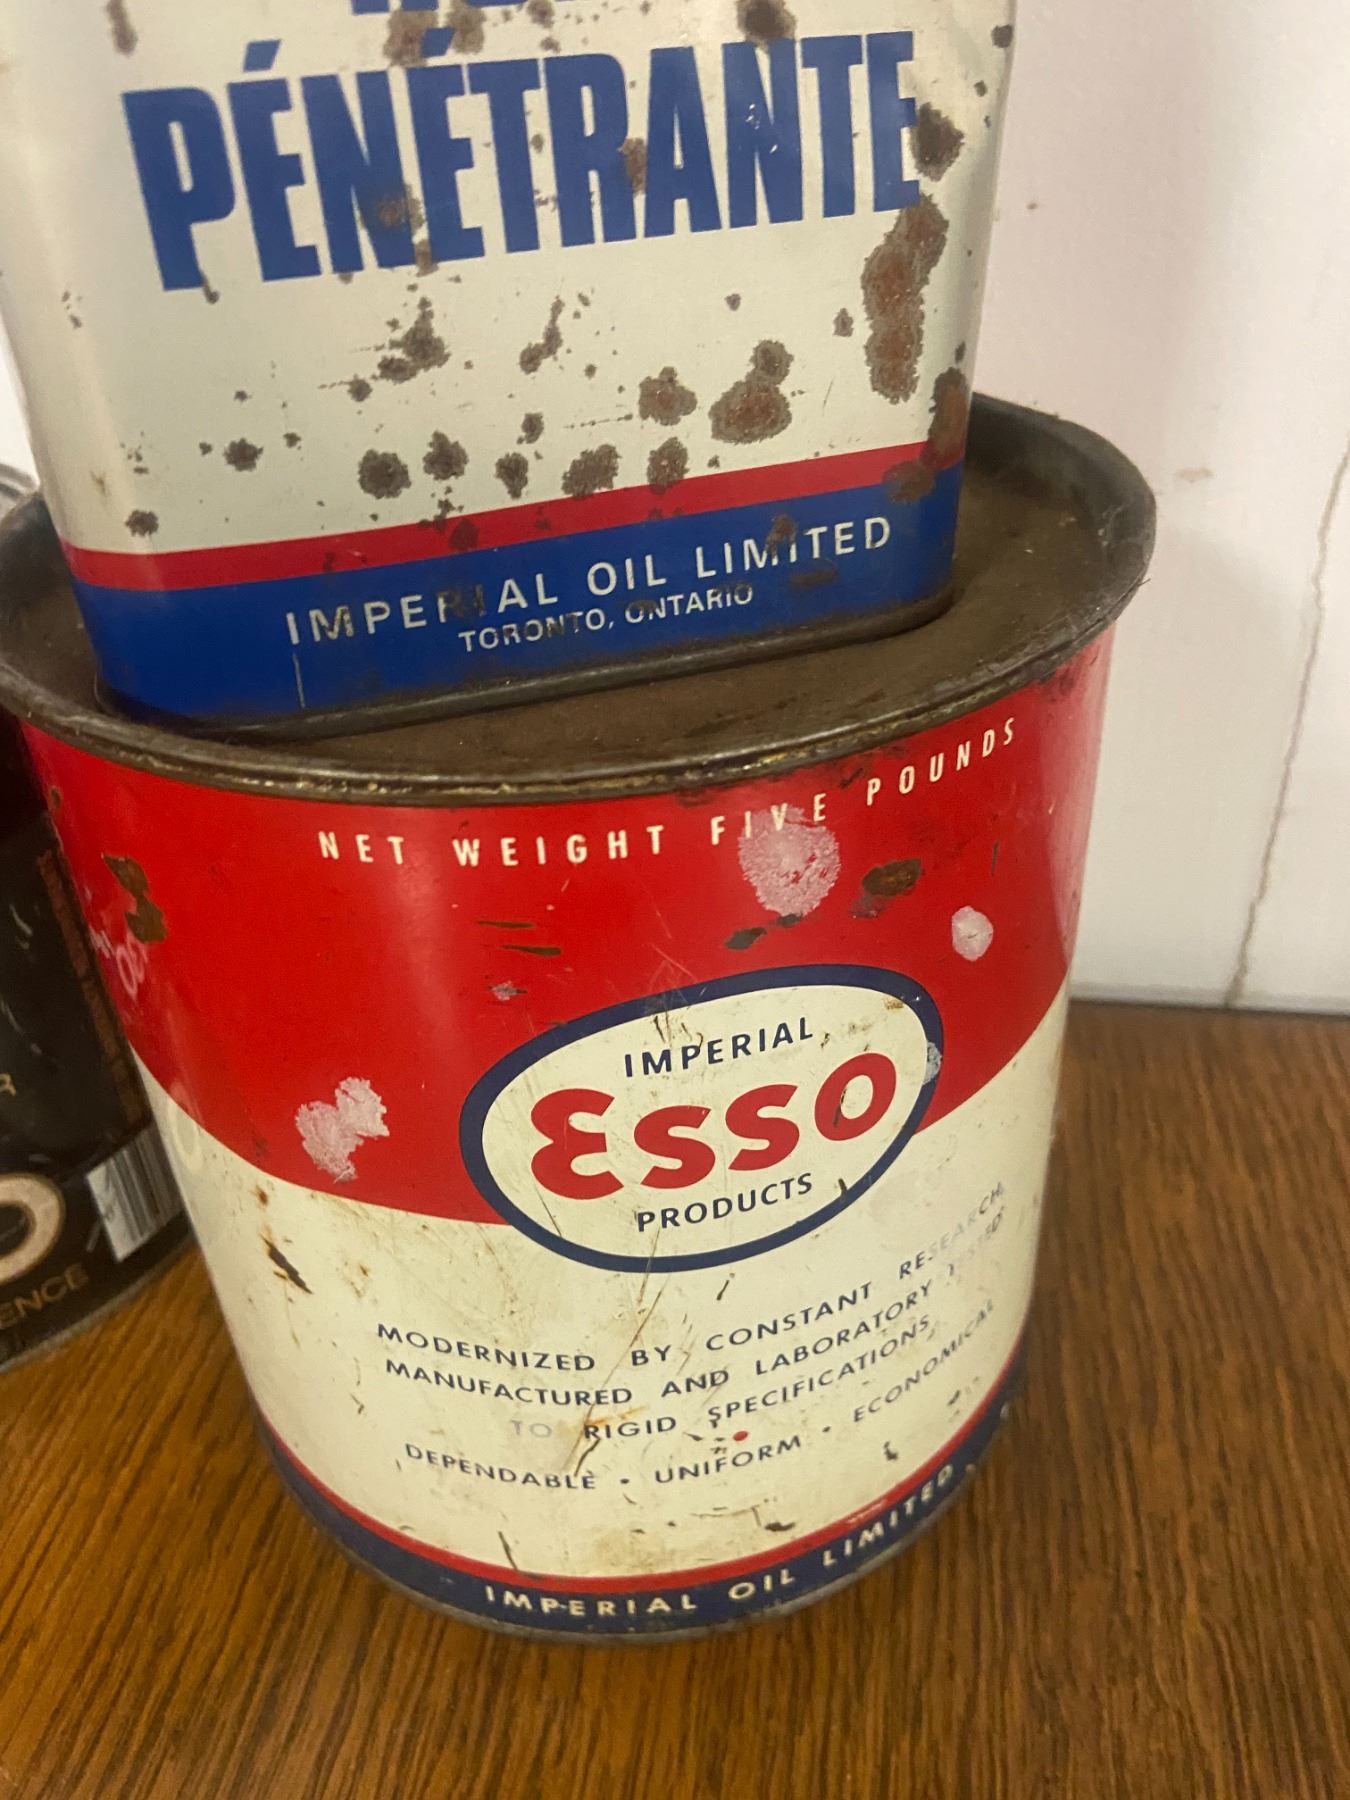 PÉNÉTRANTE
IMPERIAL OIL LIMITED
TORONTO, ONTARIO
NET WEIGHT FIVE POUNDS
IMPERIAL
Esso
PRODUCTS
MODERNIZED BY CONSTANT RESEARCH,
MANUFACTURED AND LABORATORY TESTED
TO RIGID SPECIFICATIONS,
DEPENDABLE • UNIFORM • ECONOMICAL
IMPERIAL OIL LIMITED